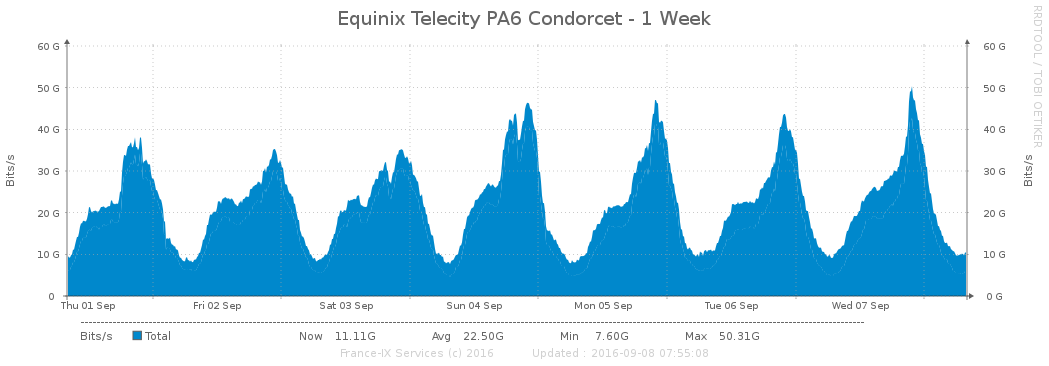 Equinix Telecity PA6 Condorcet - 1 Week
RRDTOOL / TOBI OETIKER
Bits/s
60 G 60 G
50 G 50 G
40 G 40 G
30 G 30 G
20 G 20 G
10 G 10 G
0 0 G
Bits/s
Thu 01 Sep Fri 02 Sep Sat 03 Sep Sun 04 Sep Mon 05 Sep Tue 06 Sep Wed 07 Sep
Bits/s Total Now 11.11G Avg 22.50G Min 7.60G Max 50.31G
France-IX Services (c) 2016 Updated : 2016-09-08 07:55:08